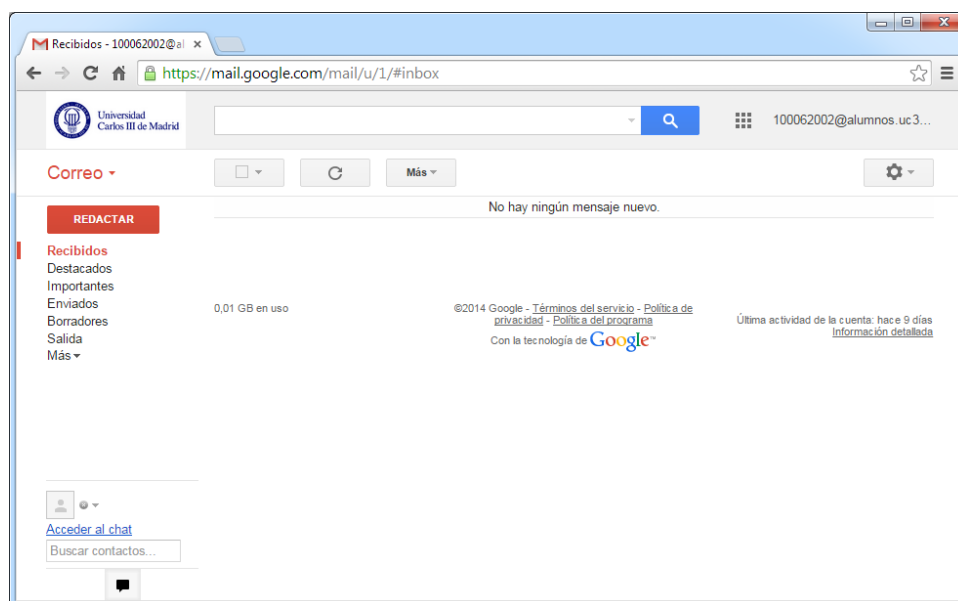 Recibidos - 100062002@al
https://mail.google.com/mail/u/1/#inbox
Universidad
Carlos III de Madrid
100062002@alumnos.uc3...
Correo
Más
REDACTAR
No hay ningún mensaje nuevo.
Recibidos
Destacados
Importantes
Enviados
Borradores
Salida
Más
0,01 GB en uso
©2014 Google - Términos del servicio - Política de
privacidad - Política del programa
Con la tecnología de Google™
Última actividad de la cuenta: hace 9 días
Información detallada
Acceder al chat
Buscar contactos...